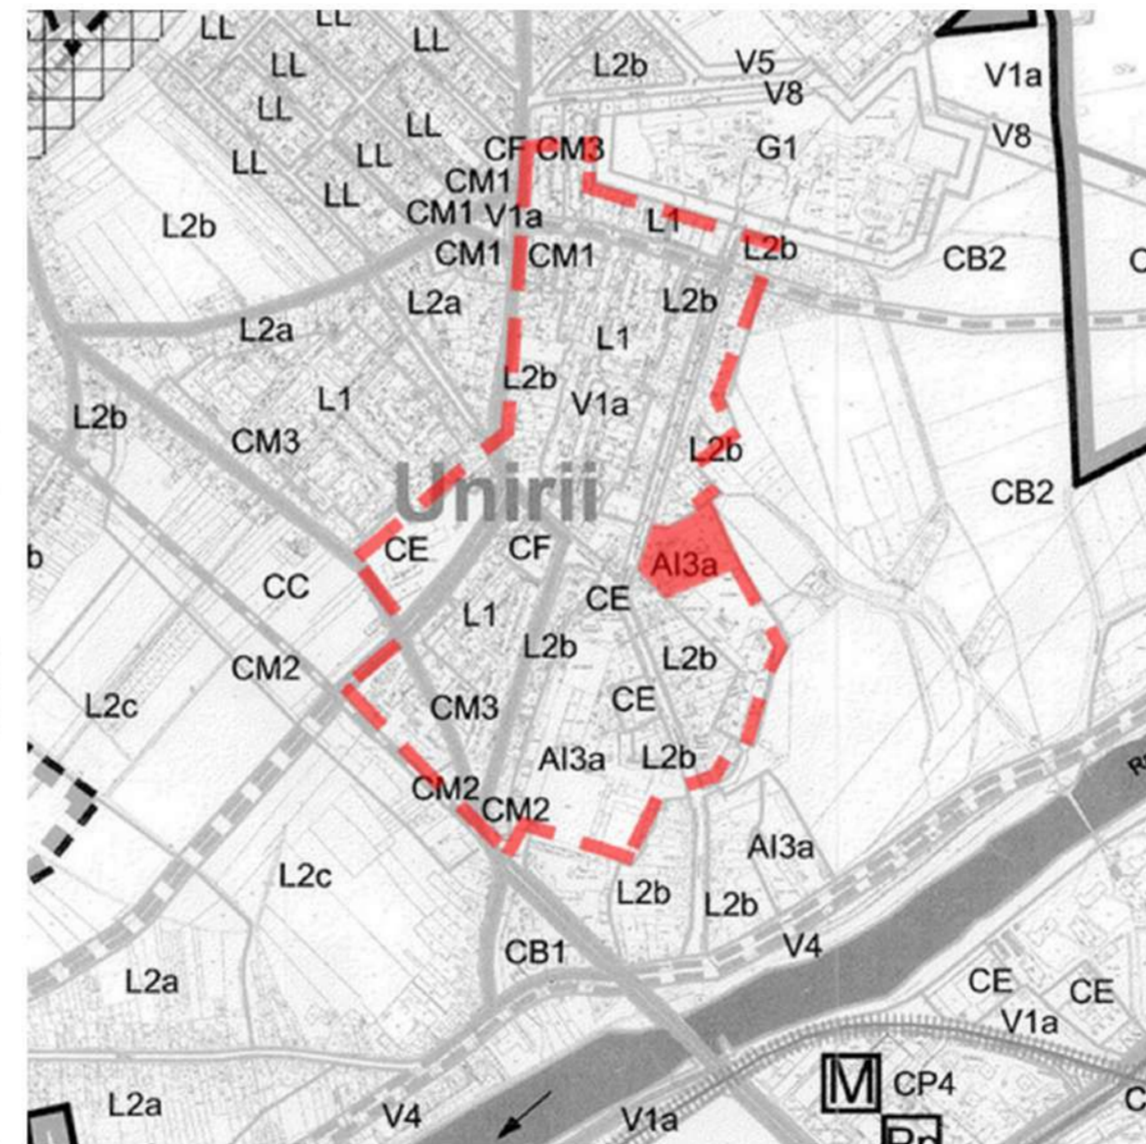 LL
LL
LL
LL
L2b
V5
V1a
V8
LL
LL
V8
CF CM3
G1
LL
LL
CM1
LL
CM1 V1a
L1
L2b
L2b
CM1
CM1
CB2
C
L2a
L2b
L2a
L1
L2b
L1
V1a
L2b
CM3
L2b
Unirii
CB2
b
CE
CF
AI3a
CC
CE
L1
L2b
L2b
CM2
CE
L2c
CM3
AI3a
L2b
CM2
CM2
AI3a
L2c
L2b
L2b
CB1
V4
L2a
CE
CE
V1a
M
CP4
L2a
V4
V1a
C